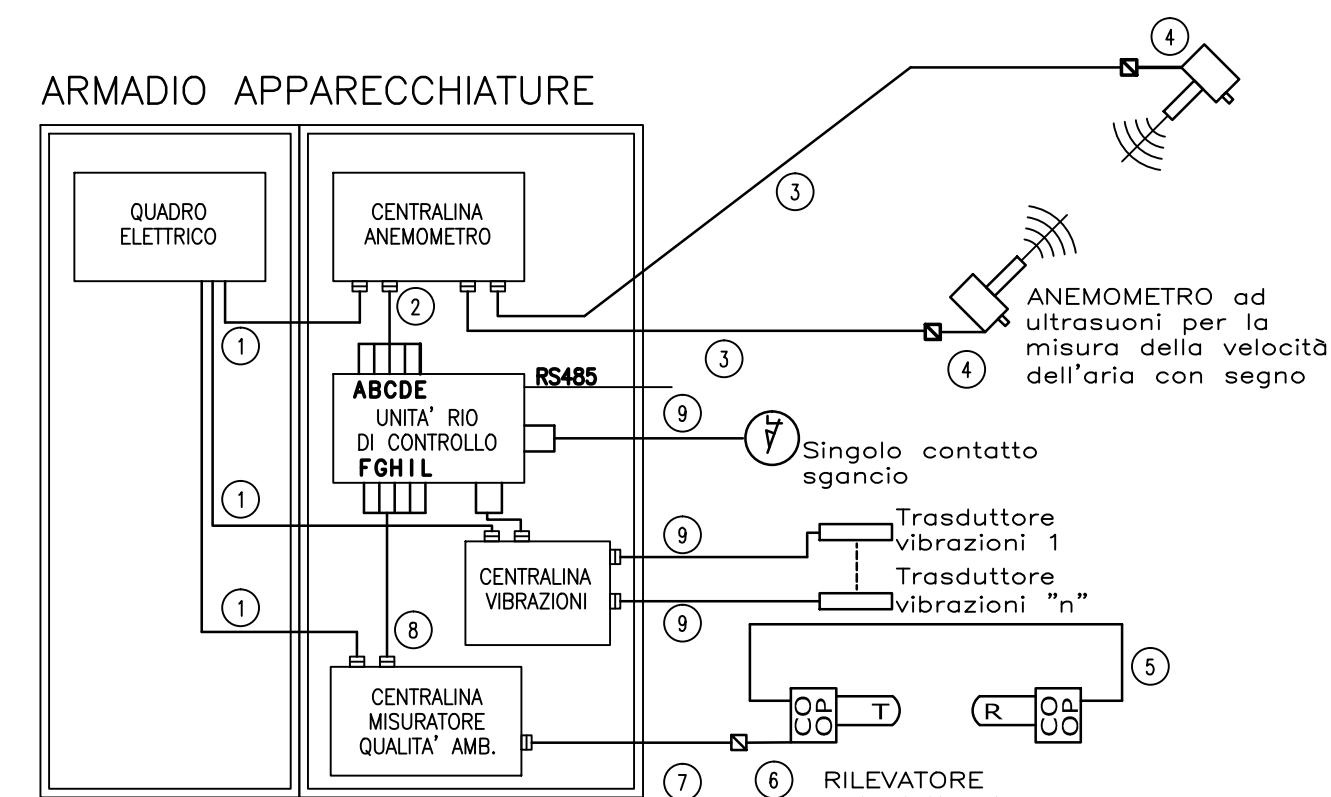 ARMADIO APPARECCHIATURE
4
QUADRO
ELETTRICO
CENTRALINA
ANEMOMETRO
3
2
1
ANEMOMETRO ad
ultrasuoni per la
misura della velocità
dell'aria con segno
3
4
ABCDE
RS485
UNITA' RIO
DI CONTROLLO
FGHIL
9
Singolo contatto
sgancio
1
Trasduttore
vibrazioni 1
9
CENTRALINA
VIBRAZIONI
Trasduttore
vibrazioni "n"
9
1
8
5
CENTRALINA
MISURATORE
QUALITA' AMB.
CO
OP
T
R
CO
OP
7
6
RILEVATORE